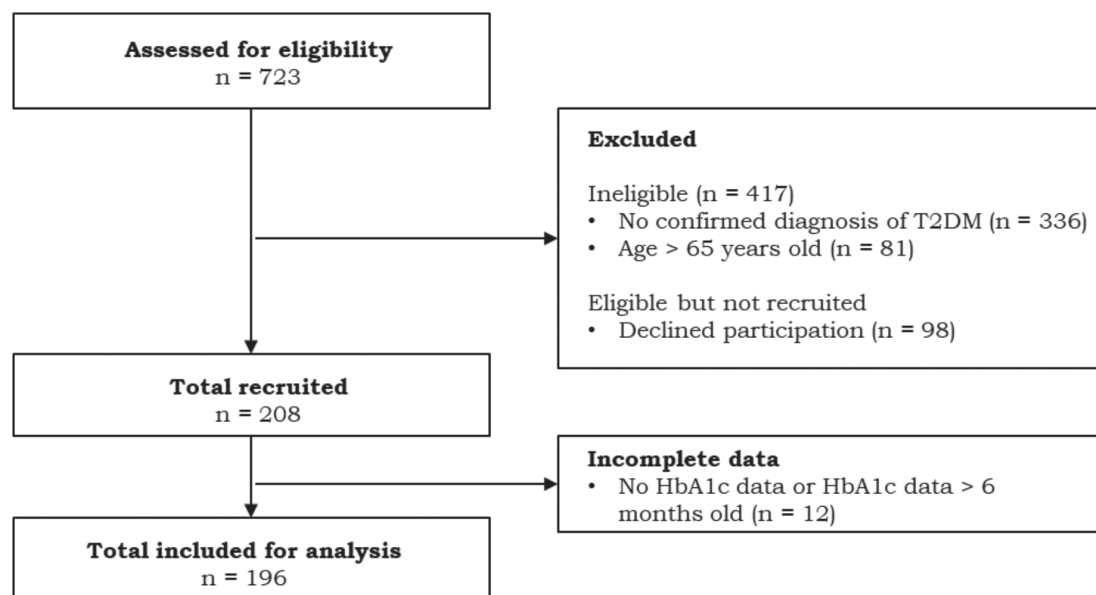 Assessed for eligibility
n = 723
Excluded
Ineligible (n = 417)
• No confirmed diagnosis of T2DM (n = 336)
• Age > 65 years old (n = 81)
Eligible but not recruited
• Declined participation (n = 98)
Total recruited
n = 208
Incomplete data
• No HbA1c data or HbA1c data > 6
months old (n = 12)
Total included for analysis
n = 196